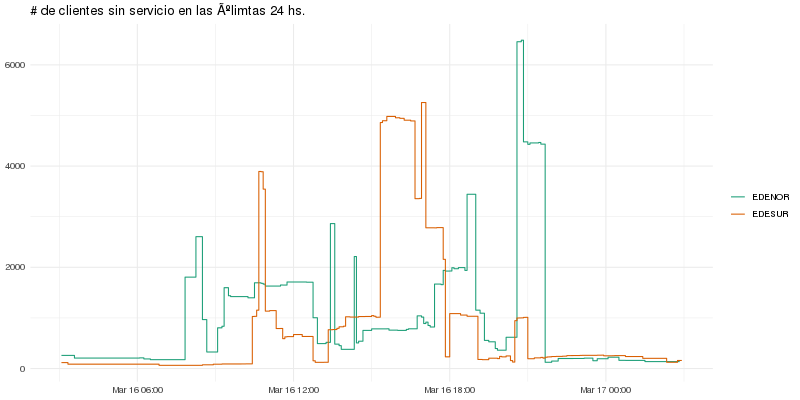 # de clientes sin servicio en las Ãºlimtas 24 hs.
6000
4000
2000
0
Mar 16 06:00
Mar 16 12:00
Mar 16 18:00
Mar 17 00:00
EDENOR
EDESUR